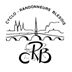 CYCLO - RANDONNEURS BLESOIS
CRB